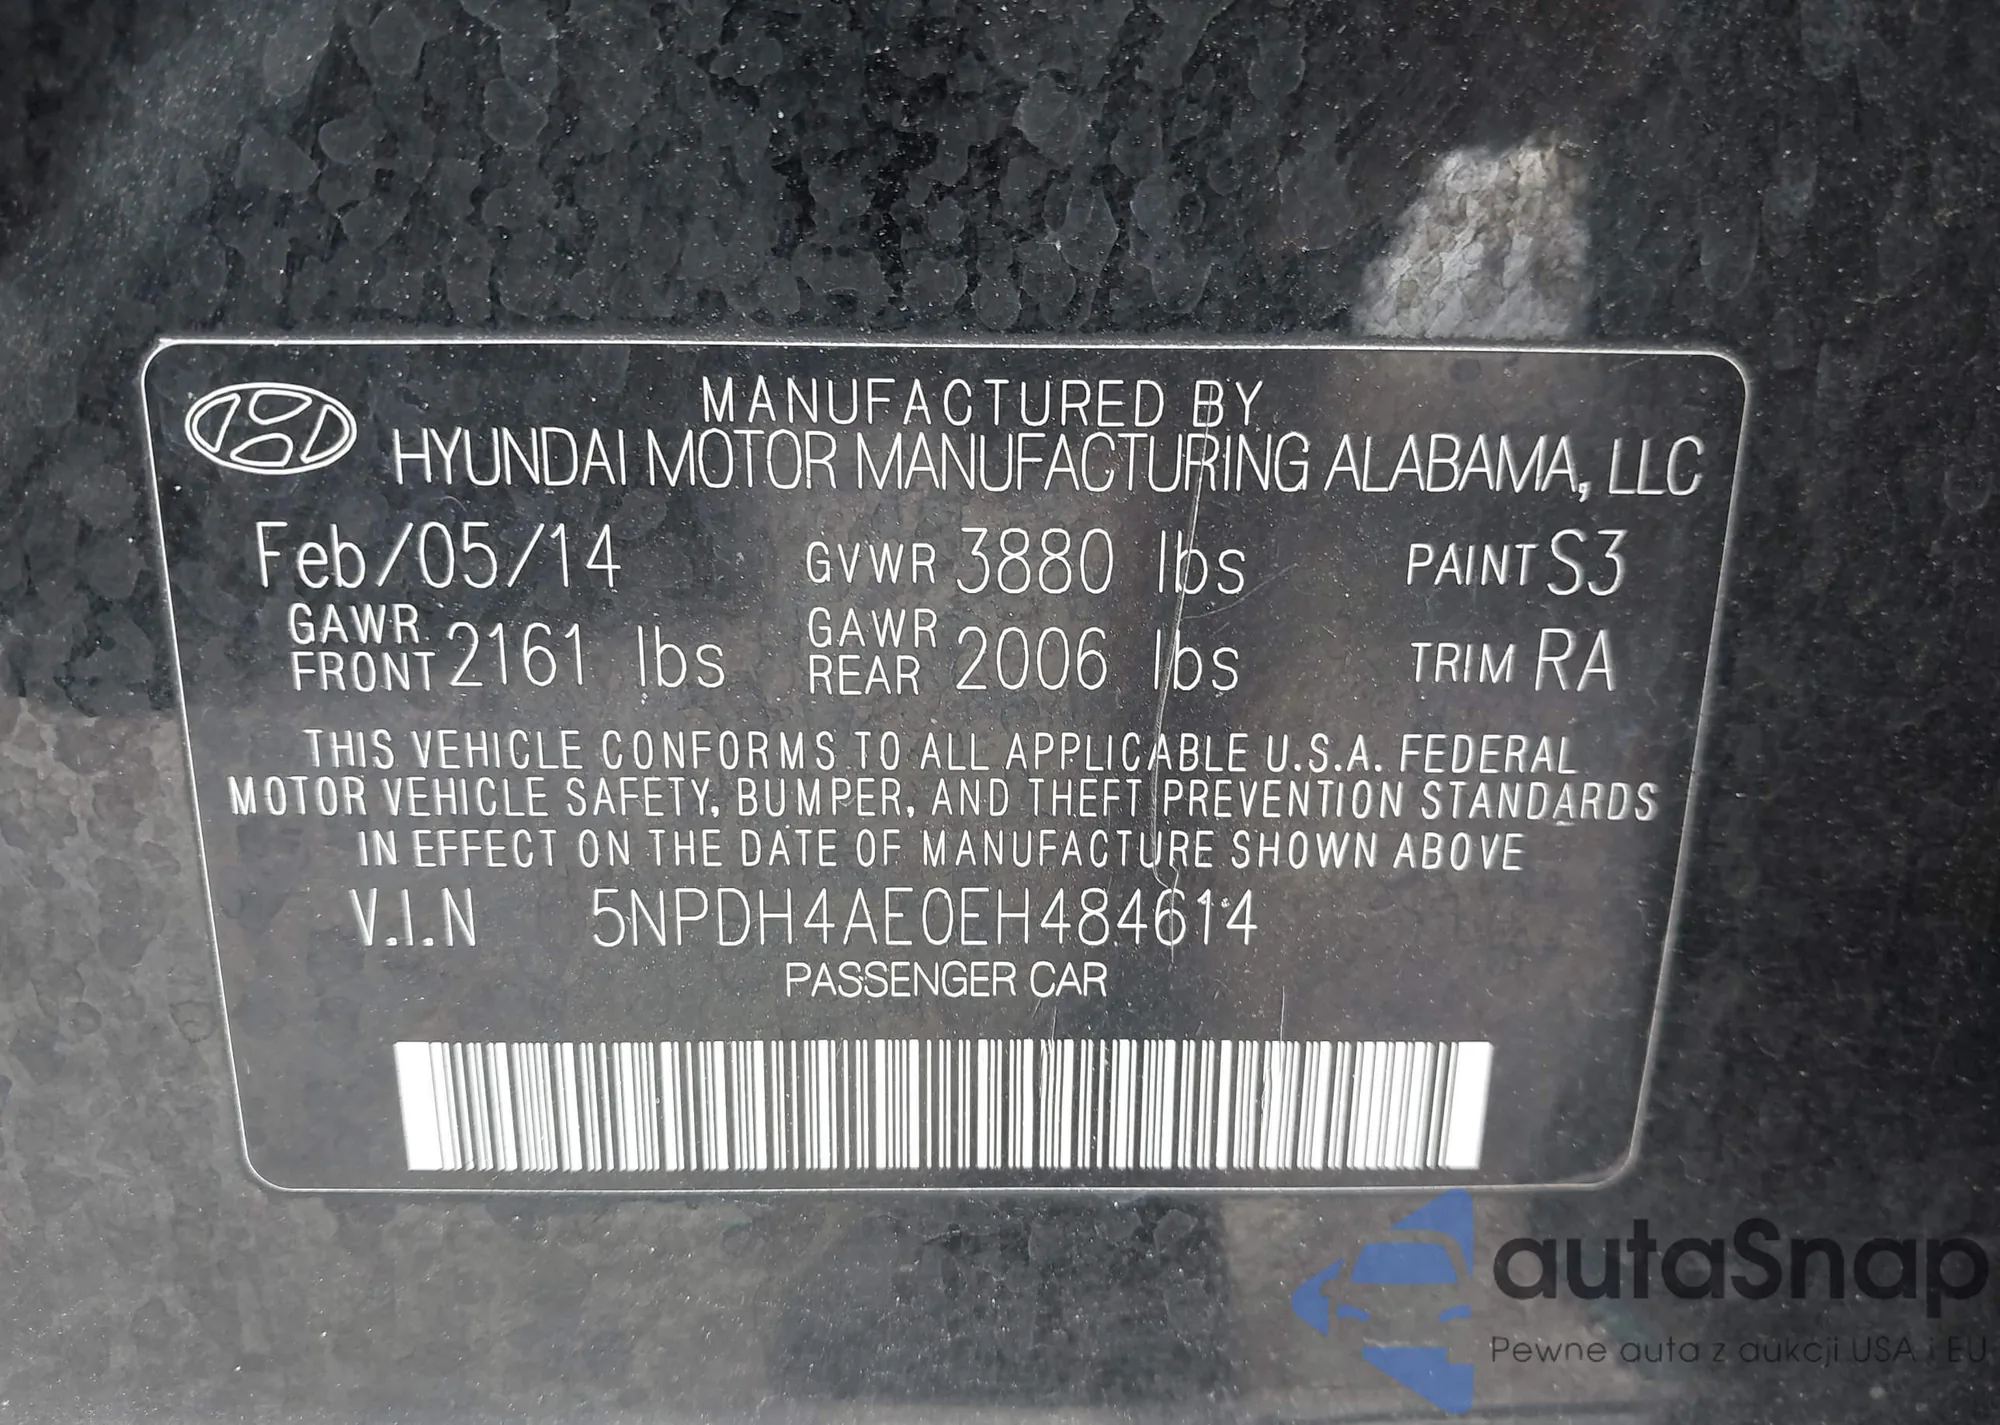 MANUFACTURED BY
HYUNDAI MOTOR MANUFACTURING ALABAMA, LLC
Feb/05/14 GVWR 3880 lbs PAINT S3
GAWR FRONT 2161 lbs GAWR REAR 2006 lbs TRIM RA
THIS VEHICLE CONFORMS TO ALL APPLICABLE U.S.A. FEDERAL
MOTOR VEHICLE SAFETY, BUMPER, AND THEFT PREVENTION STANDARDS
IN EFFECT ON THE DATE OF MANUFACTURE SHOWN ABOVE
V.I.N 5NPDH4AE0EH484614
PASSENGER CAR
autaSnap
Pewne auta z aukcji USA i EU